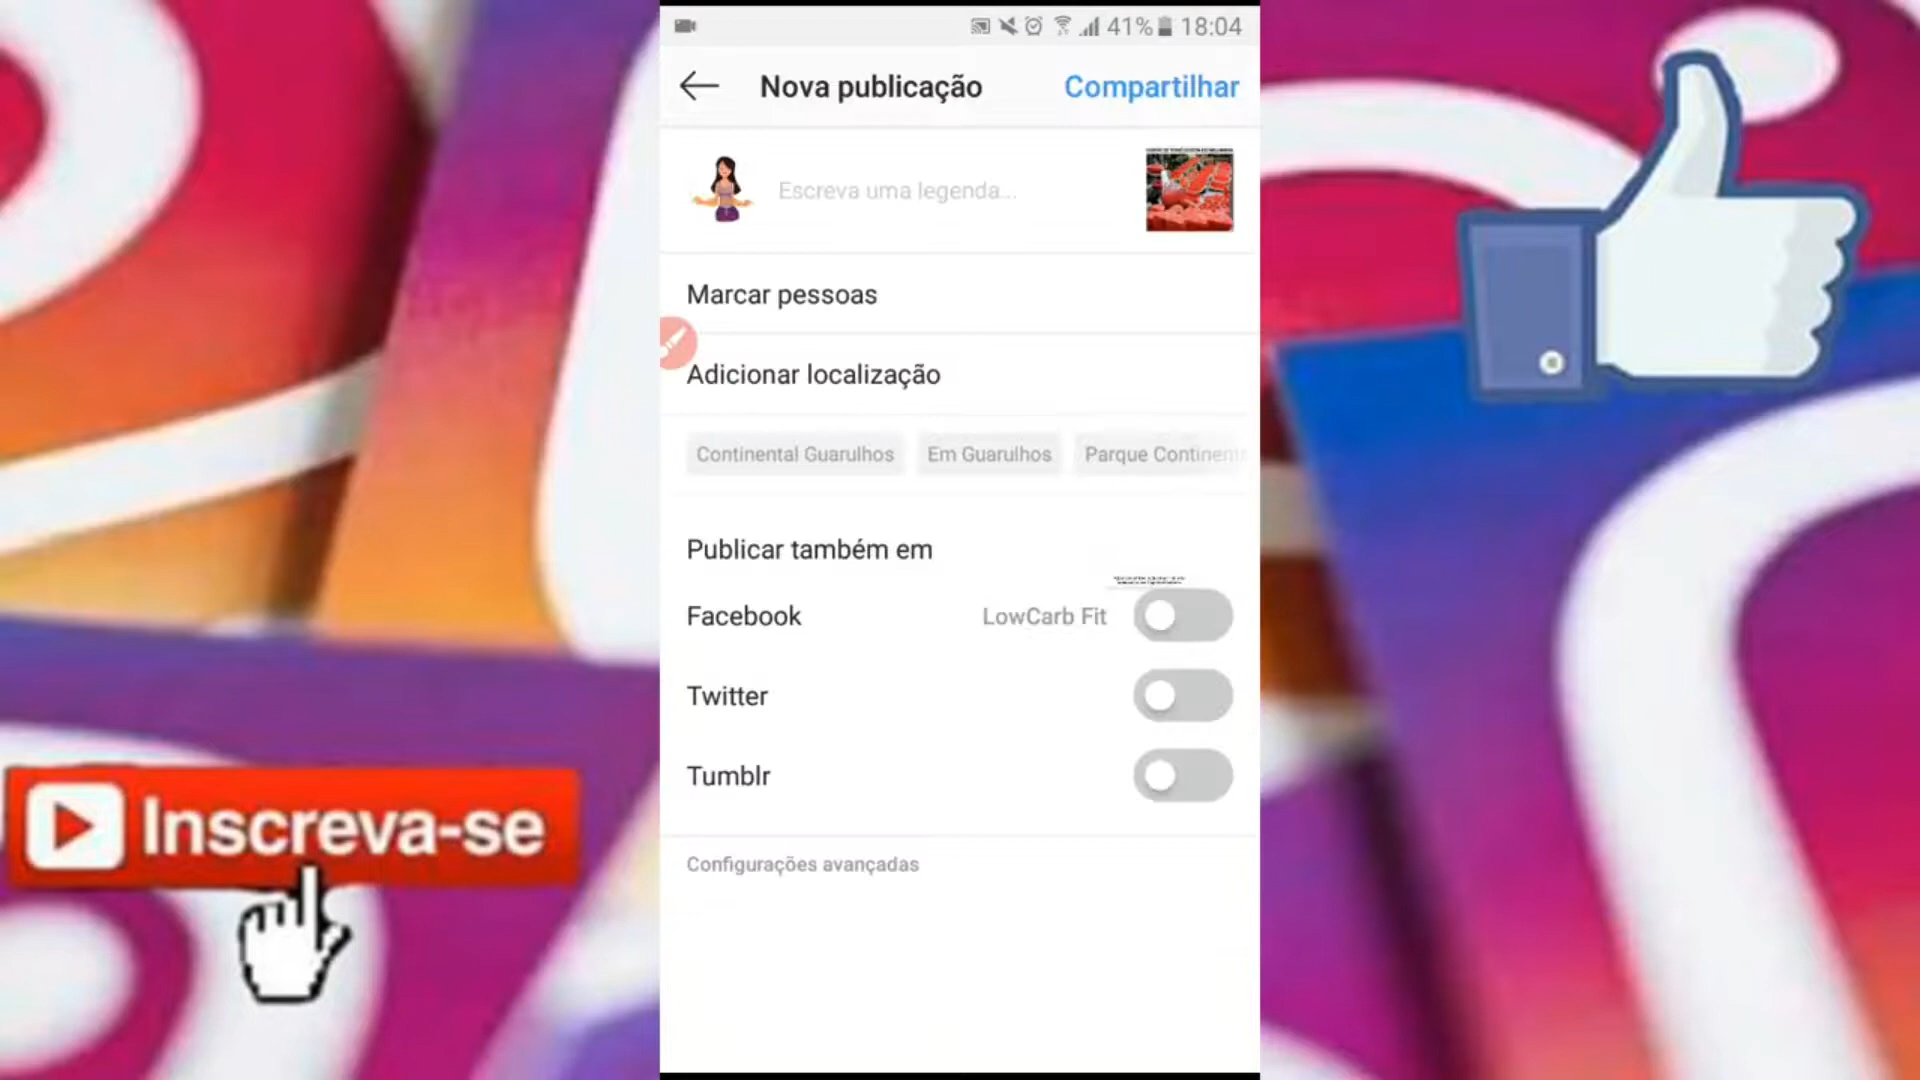 41% 18:04
Nova publicação Compartilhar
Escreva uma legenda...
Marcar pessoas
Adicionar localização
Continental Guarulhos Em Guarulhos Parque Continent
Publicar também em
Facebook LowCarb Fit
Twitter
Tumblr
Inscreva-se
Configurações avançadas